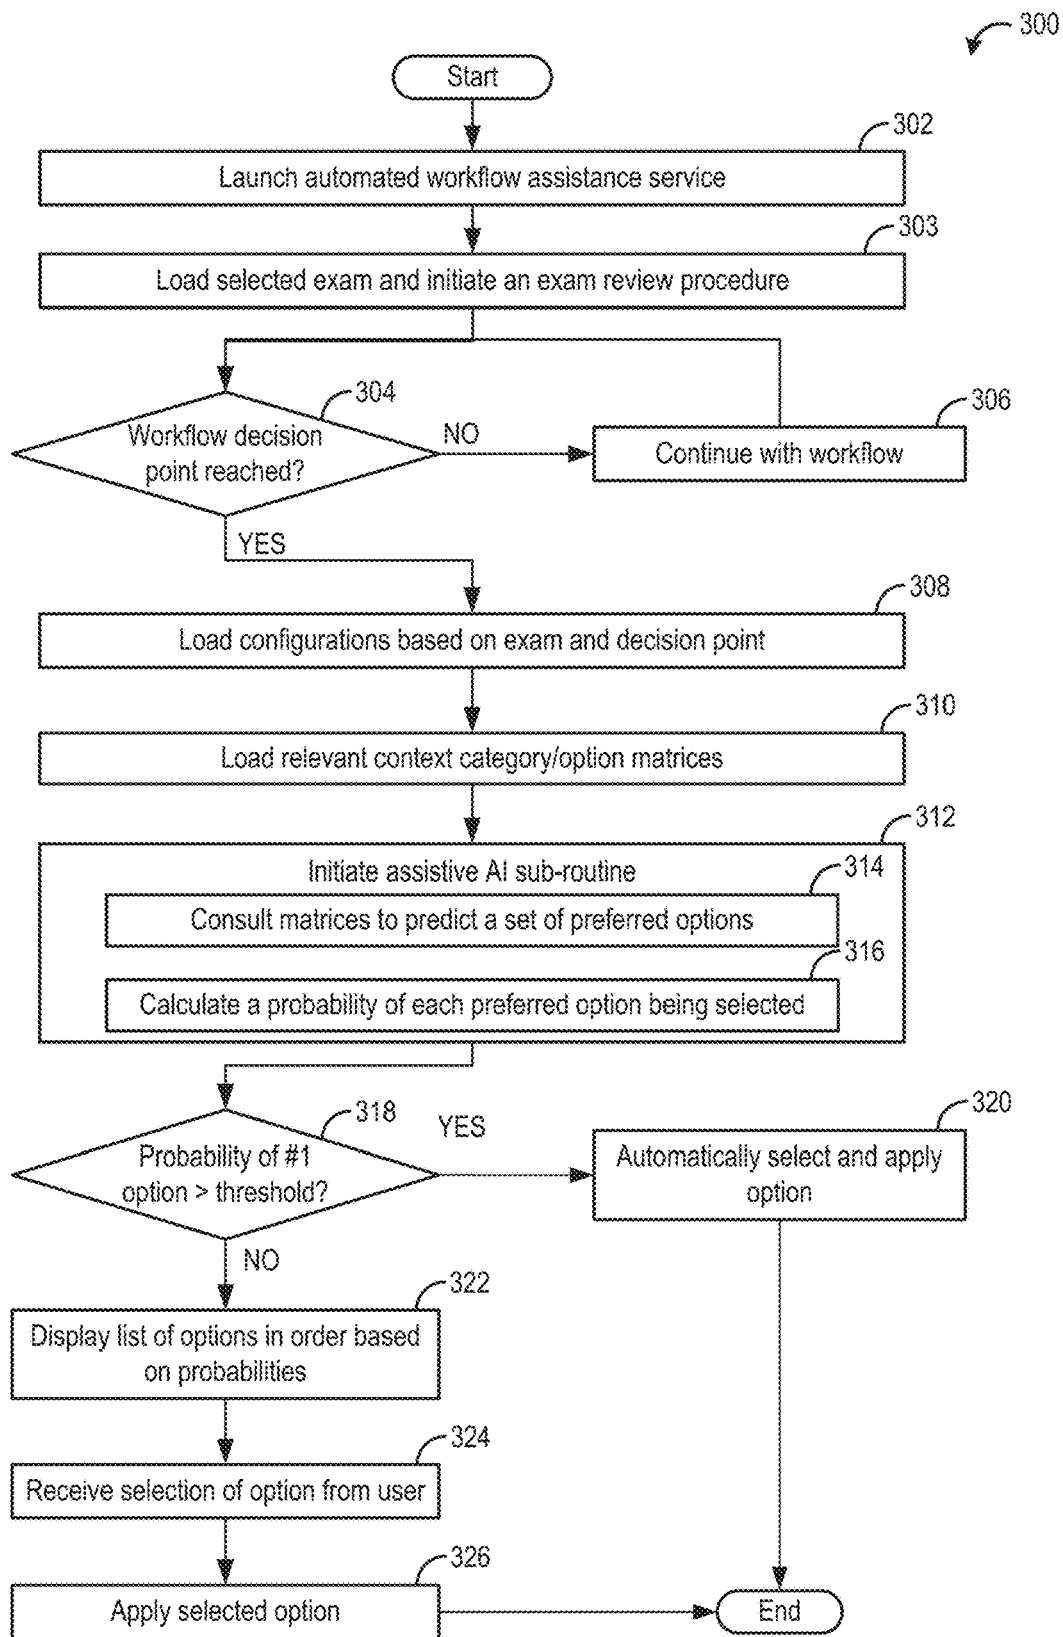 300
Start
302
Launch automated workflow assistance service
303
Load selected exam and initiate an exam review procedure
304
Workflow decision
point reached?
NO
306
Continue with workflow
YES
308
Load configurations based on exam and decision point
310
Load relevant context category/option matrices
312
Initiate assistive AI sub-routine
314
Consult matrices to predict a set of preferred options
316
Calculate a probability of each preferred option being selected
318
Probability of #1
option > threshold?
YES
320
Automatically select and apply
option
NO
322
Display list of options in order based
on probabilities
324
Receive selection of option from user
326
Apply selected option
End